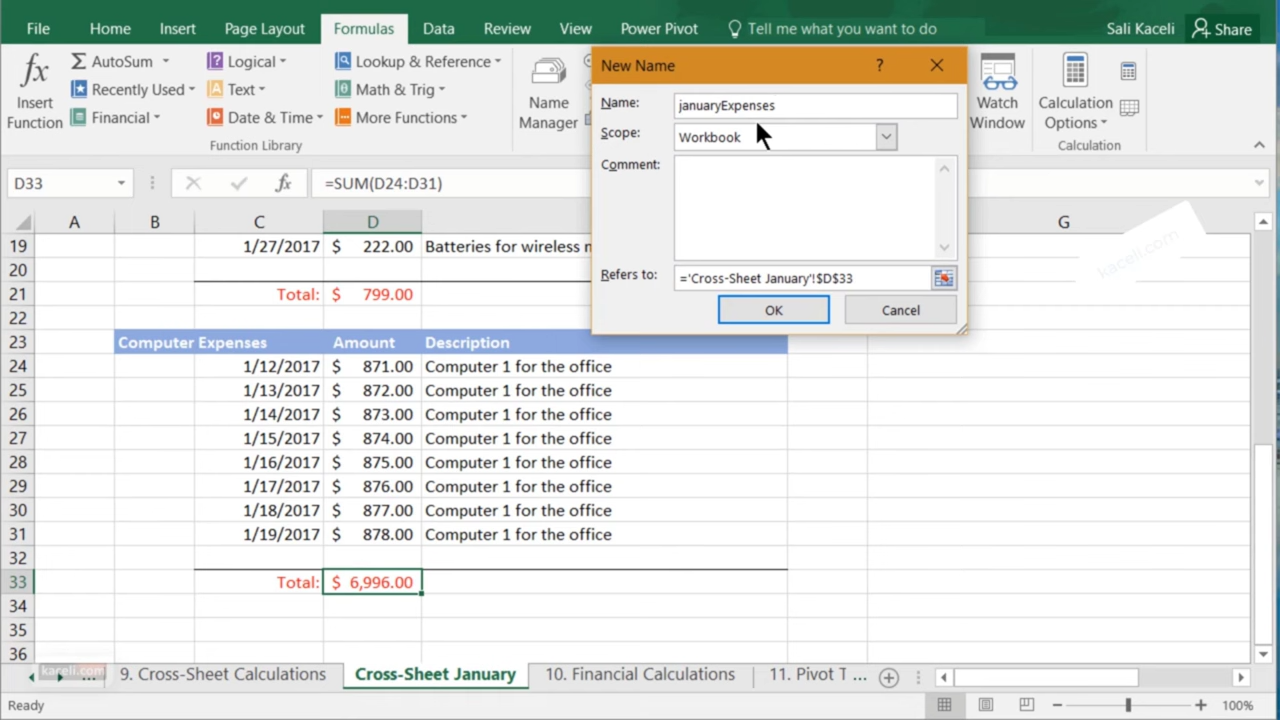 File Home Insert Page Layout Formulas Data Review View Power Pivot Tell me what you want to do Sali Kaceli Share
fx Insert Function
Σ AutoSum
Recently Used
Financial
Logical
Text
Date & Time
Lookup & Reference
Math & Trig
More Functions
Function Library
Name Manager
Watch Window
Calculation Options
Calculation
New Name ? ×
Name: januaryExpenses
Scope: Workbook
Comment:
Refers to: ='Cross-Sheet January'!$D$33
OK Cancel
D33 fx =SUM(D24:D31)
A B C D G
kaceli.com
19 1/27/2017 $ 222.00 Batteries for wireless
20
21 Total: $ 799.00
22
23 Computer Expenses Amount Description
24 1/12/2017 $ 871.00 Computer 1 for the office
25 1/13/2017 $ 872.00 Computer 1 for the office
26 1/14/2017 $ 873.00 Computer 1 for the office
27 1/15/2017 $ 874.00 Computer 1 for the office
28 1/16/2017 $ 875.00 Computer 1 for the office
29 1/17/2017 $ 876.00 Computer 1 for the office
30 1/18/2017 $ 877.00 Computer 1 for the office
31 1/19/2017 $ 878.00 Computer 1 for the office
32
33 Total: $ 6,996.00
34
35
36
kaceli.com ... 9. Cross-Sheet Calculations Cross-Sheet January 10. Financial Calculations 11. Pivot T ...
Ready 100%